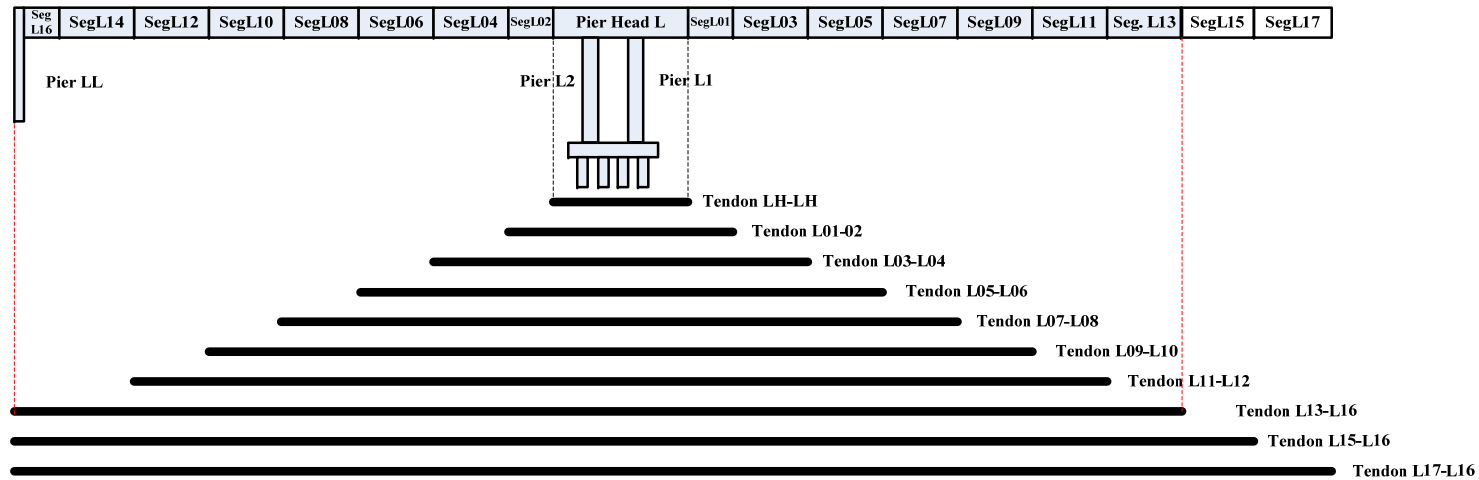 Seg
L16
SegL14
SegL12
SegL10
SegL08
SegL06
SegL04
SegL02
Pier Head L
SegL01
SegL03
SegL05
SegL07
SegL09
SegL11
Seg. L13
SegL15
SegL17
Pier LL
Pier L2
Pier L1
Tendon LH-LH
Tendon L01-02
Tendon L03-L04
Tendon L05-L06
Tendon L07-L08
Tendon L09-L10
Tendon L11-L12
Tendon L13-L16
Tendon L15-L16
Tendon L17-L16